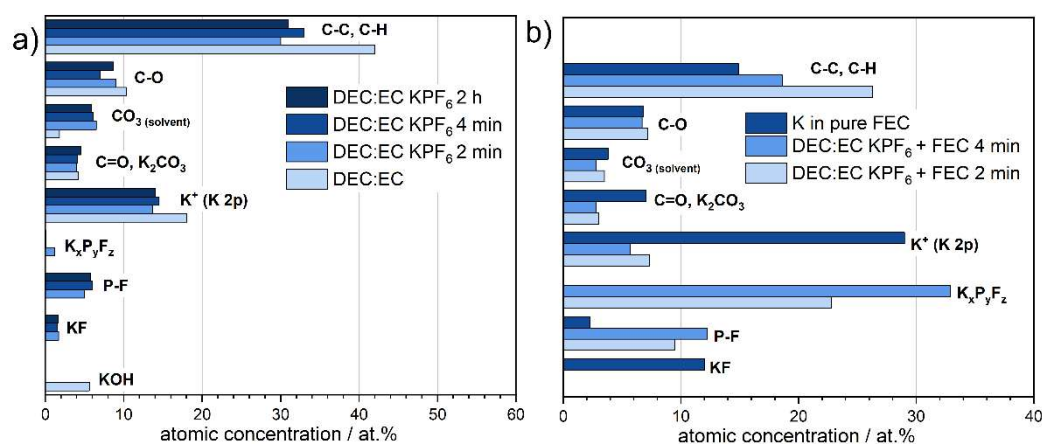 a)
C-C, C-H
C-O
CO₃ (solvent)
C=O, K₂CO₃
K⁺ (K 2p)
KₓPᵧF_z
P-F
KF
KOH
DEC:EC KPF₆ 2 h
DEC:EC KPF₆ 4 min
DEC:EC KPF₆ 2 min
DEC:EC
0 10 20 30 40 50 60
atomic concentration / at.%
b)
C-C, C-H
C-O
CO₃ (solvent)
C=O, K₂CO₃
K⁺ (K 2p)
KₓPᵧF_z
P-F
KF
K in pure FEC
DEC:EC KPF₆ + FEC 4 min
DEC:EC KPF₆ + FEC 2 min
0 10 20 30 40
atomic concentration / at.%